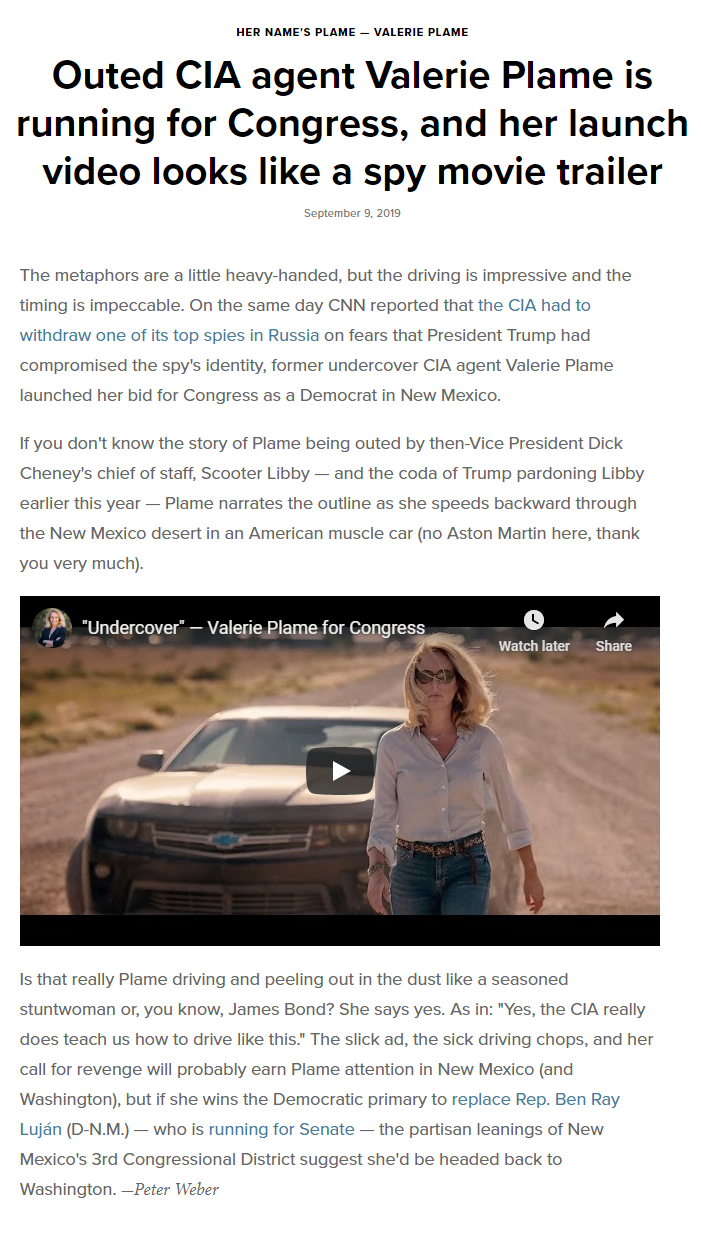 HER NAME'S PLAME — VALERIE PLAME
Outed CIA agent Valerie Plame is
running for Congress, and her launch
video looks like a spy movie trailer
September 9, 2019
The metaphors are a little heavy-handed, but the driving is impressive and the
timing is impeccable. On the same day CNN reported that the CIA had to
withdraw one of its top spies in Russia on fears that President Trump had
compromised the spy's identity, former undercover CIA agent Valerie Plame
launched her bid for Congress as a Democrat in New Mexico.
If you don't know the story of Plame being outed by then-Vice President Dick
Cheney's chief of staff, Scooter Libby — and the coda of Trump pardoning Libby
earlier this year — Plame narrates the outline as she speeds backward through
the New Mexico desert in an American muscle car (no Aston Martin here, thank
you very much).
"Undercover" — Valerie Plame for Congress
Watch later
Share
Is that really Plame driving and peeling out in the dust like a seasoned
stuntwoman or, you know, James Bond? She says yes. As in: "Yes, the CIA really
does teach us how to drive like this." The slick ad, the sick driving chops, and her
call for revenge will probably earn Plame attention in New Mexico (and
Washington), but if she wins the Democratic primary to replace Rep. Ben Ray
Luján (D-N.M.) — who is running for Senate — the partisan leanings of New
Mexico's 3rd Congressional District suggest she'd be headed back to
Washington. —Peter Weber